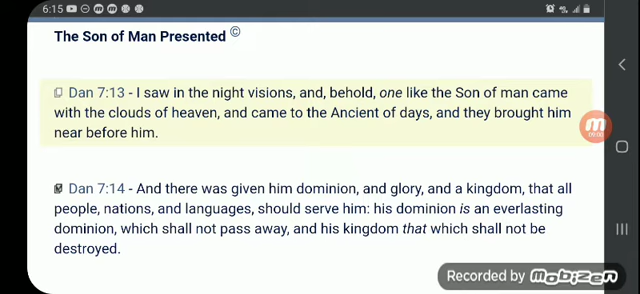 6:15
The Son of Man Presented ©
Dan 7:13 - I saw in the night visions, and, behold, one like the Son of man came
with the clouds of heaven, and came to the Ancient of days, and they brought him
near before him.
Dan 7:14 - And there was given him dominion, and glory, and a kingdom, that all
people, nations, and languages, should serve him: his dominion is an everlasting
dominion, which shall not pass away, and his kingdom that which shall not be
destroyed.
Recorded by Mobizen